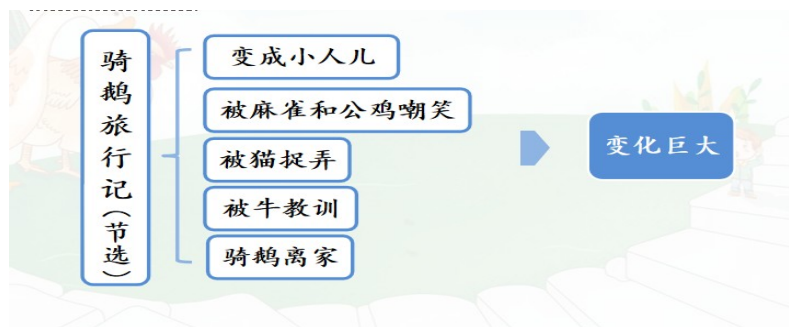 骑鹅旅行记（节选）
变成小人儿
被麻雀和公鸡嘲笑
被猫捉弄
被牛教训
骑鹅离家
变化巨大